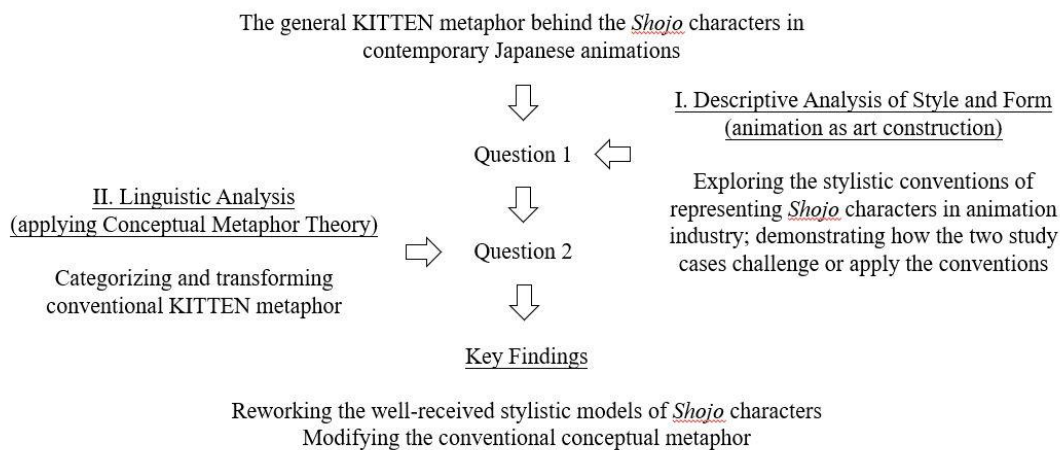 The general KITTEN metaphor behind the Shojo characters in
contemporary Japanese animations
I. Descriptive Analysis of Style and Form
(animation as art construction)
Question 1
Exploring the stylistic conventions of
representing Shojo characters in animation
industry; demonstrating how the two study
cases challenge or apply the conventions
II. Linguistic Analysis
(applying Conceptual Metaphor Theory)
Categorizing and transforming
conventional KITTEN metaphor
Question 2
Key Findings
Reworking the well-received stylistic models of Shojo characters
Modifying the conventional conceptual metaphor